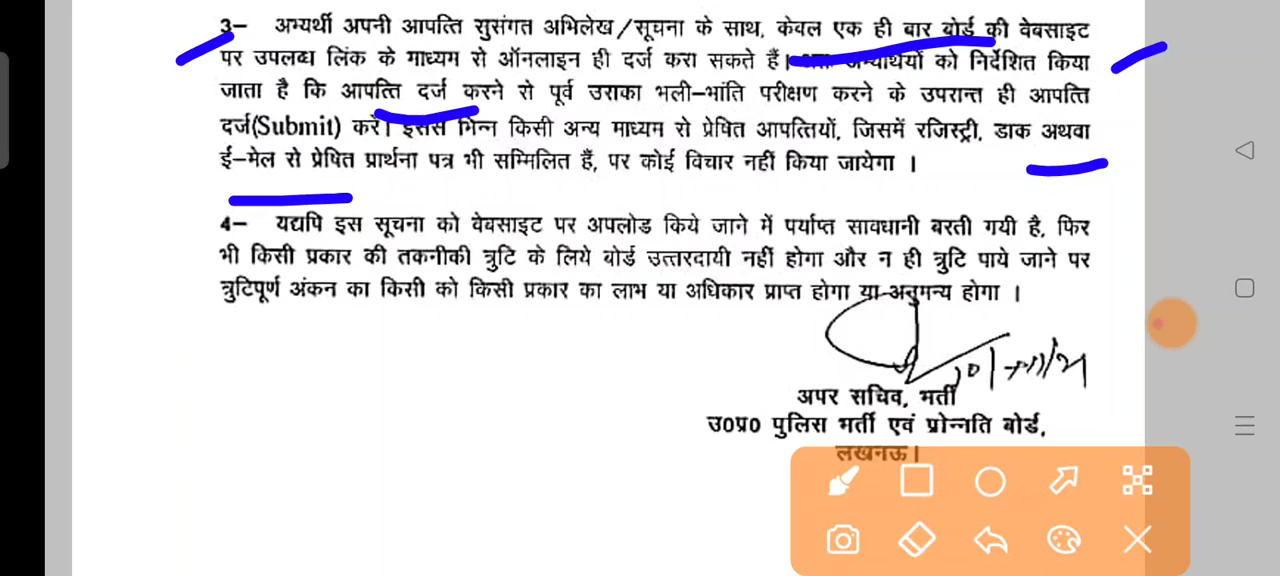 3- अभ्यर्थी अपनी आपत्ति सुसंगत अभिलेख/सूचना के साथ, केवल एक ही बार बोर्ड की वेबसाइट
पर उपलब्ध लिंक के माध्यम से ऑनलाइन ही दर्ज करा सकते हैं। अभ्यर्थियों को निर्देशित किया
जाता है कि आपत्ति दर्ज करने से पूर्व उसका भली-भांति परीक्षण करने के उपरान्त ही आपत्ति
दर्ज(Submit) करें। इससे भिन्न किसी अन्य माध्यम से प्रेषित आपत्तियों, जिसमें रजिस्ट्री, डाक अथवा
ई-मेल से प्रेषित प्रार्थना पत्र भी सम्मिलित हैं, पर कोई विचार नहीं किया जायेगा ।
4- यद्यपि इस सूचना को वेबसाइट पर अपलोड किये जाने में पर्याप्त सावधानी बरती गयी है, फिर
भी किसी प्रकार की तकनीकी त्रुटि के लिये बोर्ड उत्तरदायी नहीं होगा और न ही त्रुटि पाये जाने पर
त्रुटिपूर्ण अंकन का किसी को किसी प्रकार का लाभ या अधिकार प्राप्त होगा या अनुमन्य होगा ।
अपर सचिव, भर्ती
उ0प्र0 पुलिस भर्ती एवं प्रोन्नति बोर्ड,
लखनऊ।